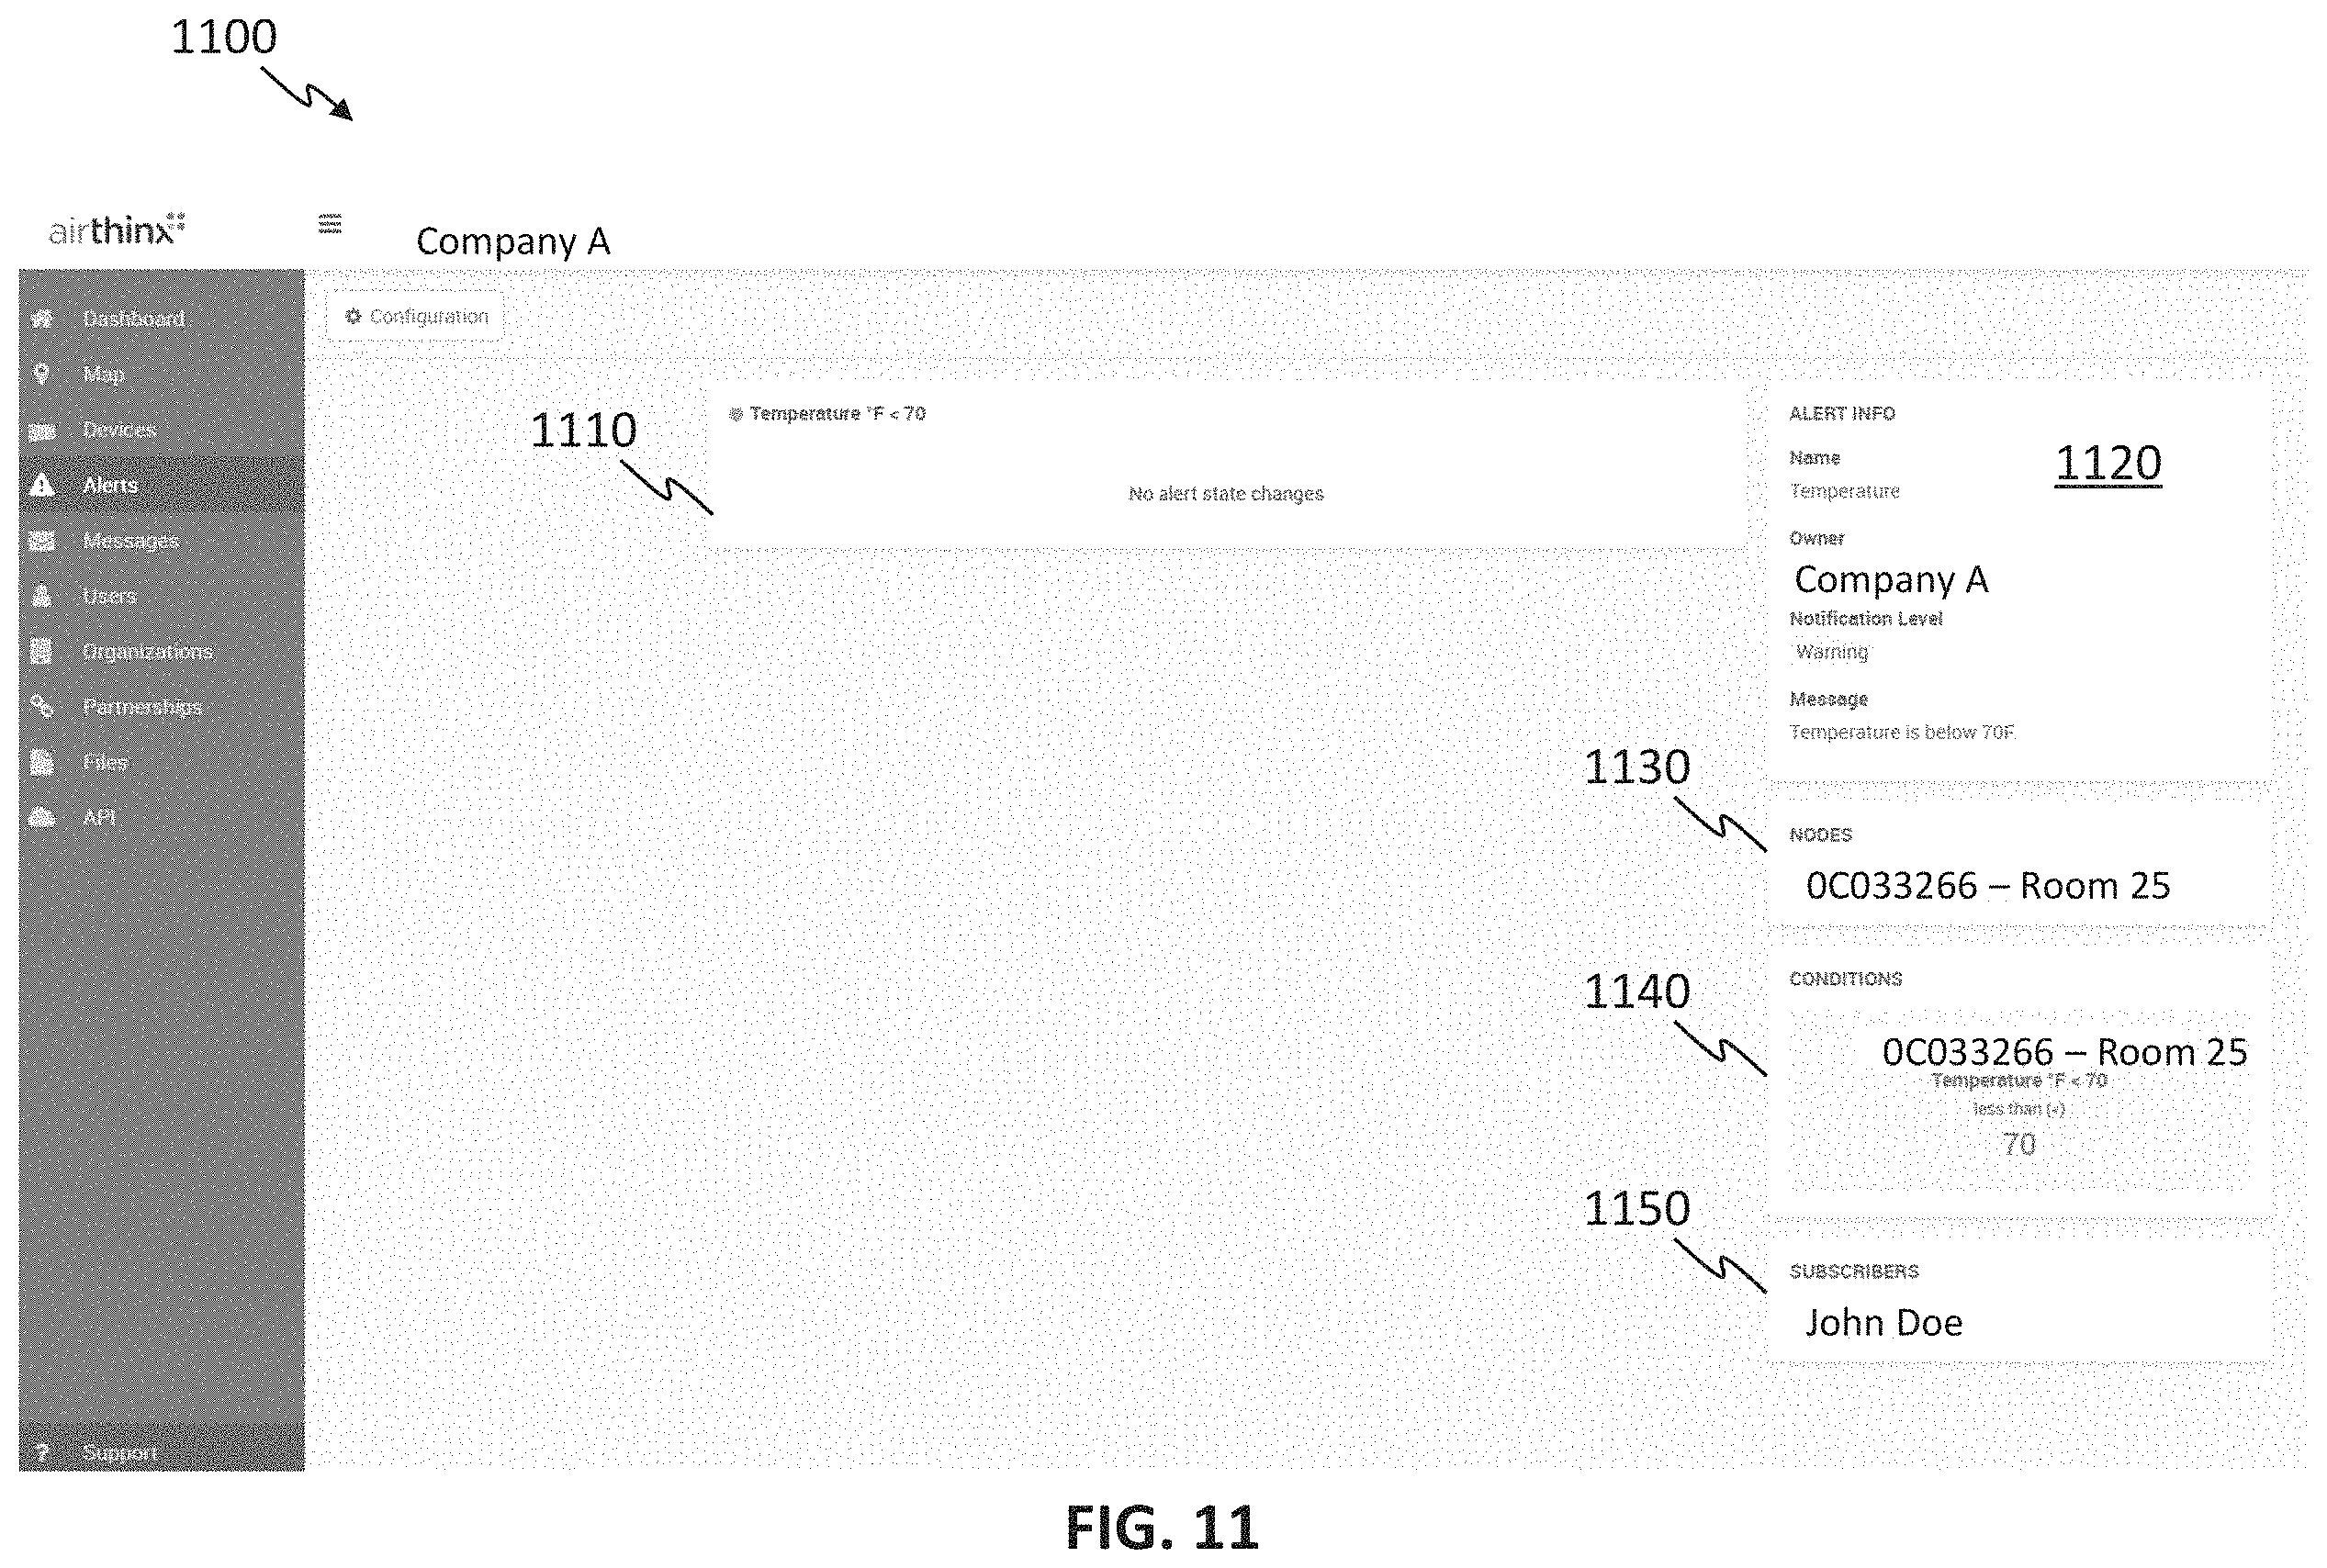 1100
airthinx
Company A
Dashboard
Map
Devices
Alerts
Messages
Users
Organizations
Partnerships
Files
API
? Support
Configuration
1110
Temperature °F < 70
No alert state changes
ALERT INFO
1120
Name
Temperature
Owner
Company A
Notification Level
Warning
Message
Temperature is below 70F
1130
NODES
0C033266 – Room 25
1140
CONDITIONS
0C033266 – Room 25
Temperature °F < 70
less than (<)
70
1150
SUBSCRIBERS
John Doe
FIG. 11